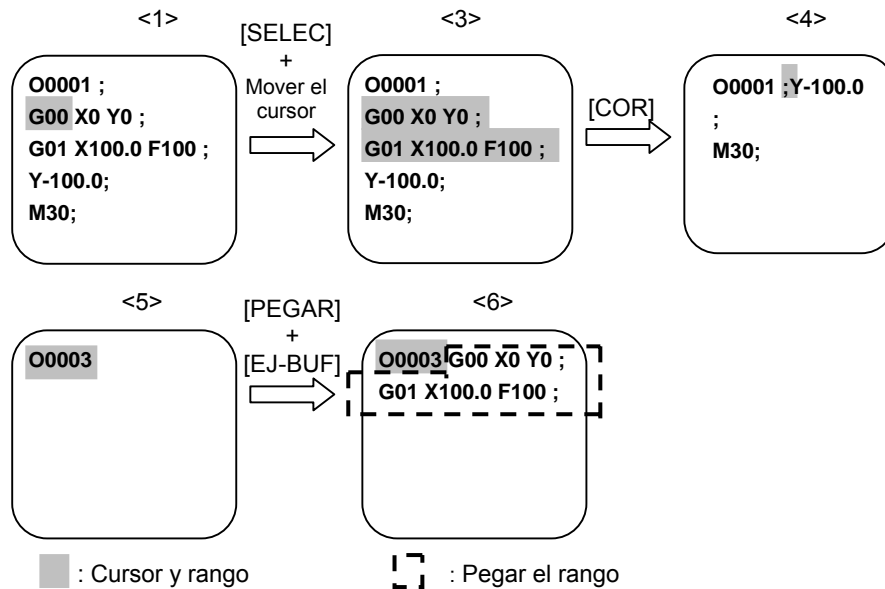 <1>
[SELEC]
+
Mover el
cursor
<3>
<4>
O0001 ;
G00 X0 Y0 ;
G01 X100.0 F100 ;
Y-100.0;
M30;
O0001 ;
G00 X0 Y0 ;
G01 X100.0 F100 ;
Y-100.0;
M30;
[COR]
O0001 ;Y-100.0
;
M30;
<5>
[PEGAR]
+
[EJ-BUF]
<6>
O0003
O0003 G00 X0 Y0 ;
G01 X100.0 F100 ;
: Cursor y rango
: Pegar el rango